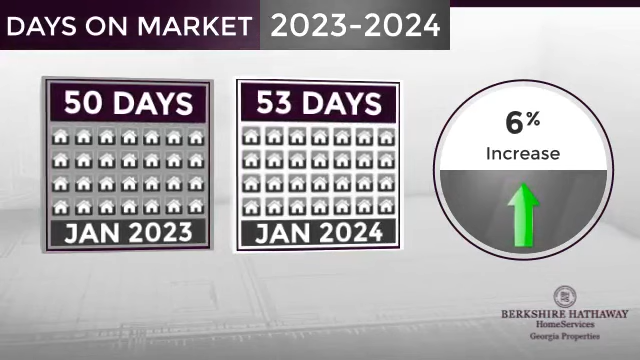 DAYS ON MARKET 2023-2024
50 DAYS
JAN 2023
53 DAYS
JAN 2024
6%
Increase
BERKSHIRE HATHAWAY
HomeServices
Georgia Properties